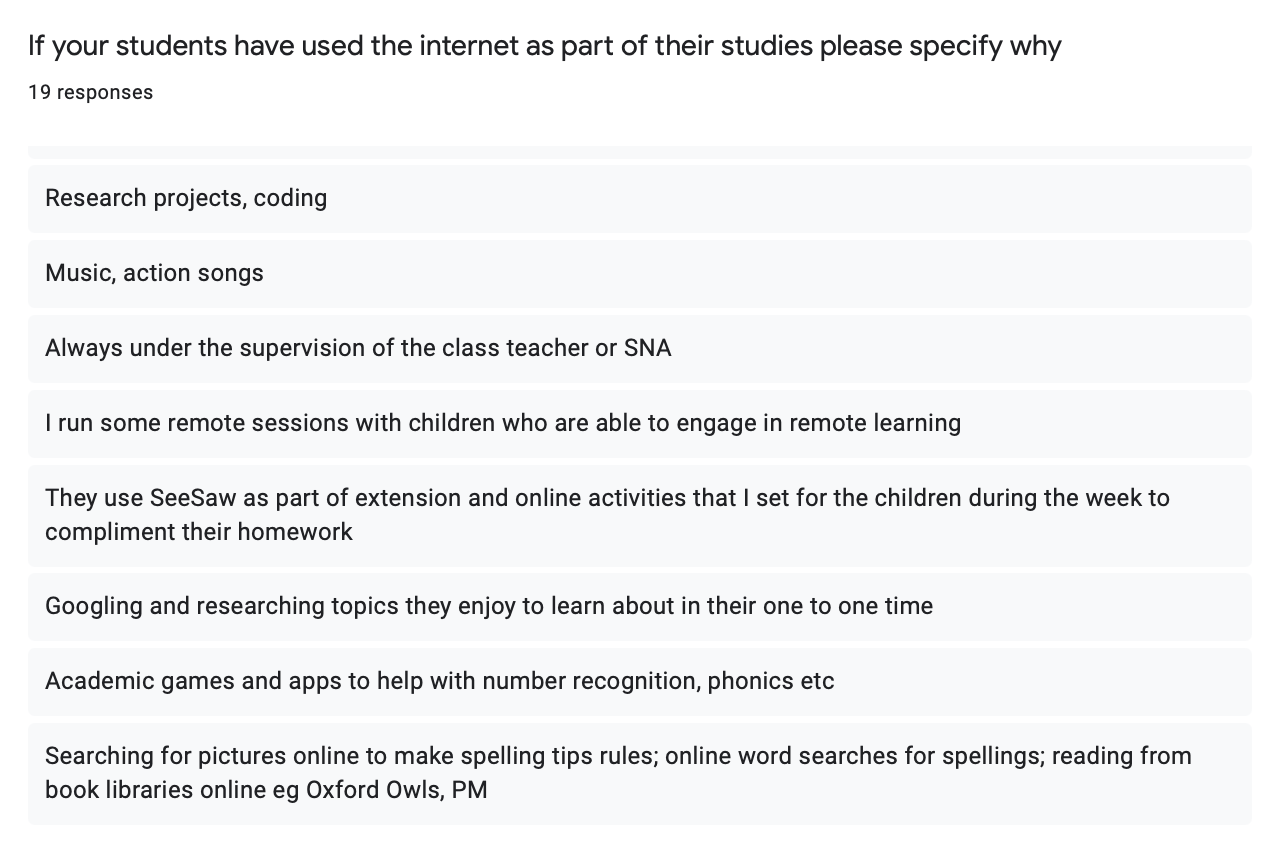 If your students have used the internet as part of their studies please specify why
19 responses
Research projects, coding
Music, action songs
Always under the supervision of the class teacher or SNA
I run some remote sessions with children who are able to engage in remote learning
They use SeeSaw as part of extension and online activities that I set for the children during the week to
compliment their homework
Googling and researching topics they enjoy to learn about in their one to one time
Academic games and apps to help with number recognition, phonics etc
Searching for pictures online to make spelling tips rules; online word searches for spellings; reading from
book libraries online eg Oxford Owls, PM